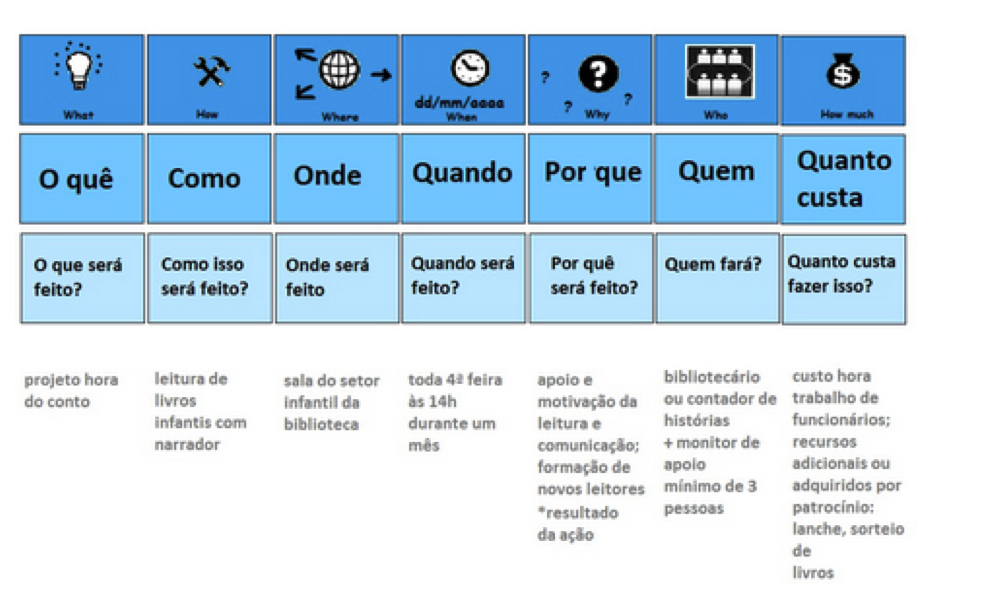 What
How
Where
dd/mm/aaaa
When
? ? ? ?
Why
Who
$
How much
O quê
Como
Onde
Quando
Por que
Quem
Quanto
custa
O que será
feito?
Como isso
será feito?
Onde será
feito
Quando será
feito?
Por quê
será feito?
Quem fará?
Quanto custa
fazer isso?
projeto hora
do conto
leitura de
livros
infantis com
narrador
sala do setor
infantil da
biblioteca
toda 4ª feira
às 14h
durante um
mês
apoio e
motivação da
leitura e
comunicação;
formação de
novos leitores
*resultado
da ação
bibliotecário
ou contador de
histórias
+ monitor de
apoio
mínimo de 3
pessoas
custo hora
trabalho de
funcionários;
recursos
adicionais ou
adquiridos por
patrocínio:
lanche, sorteio
de
livros